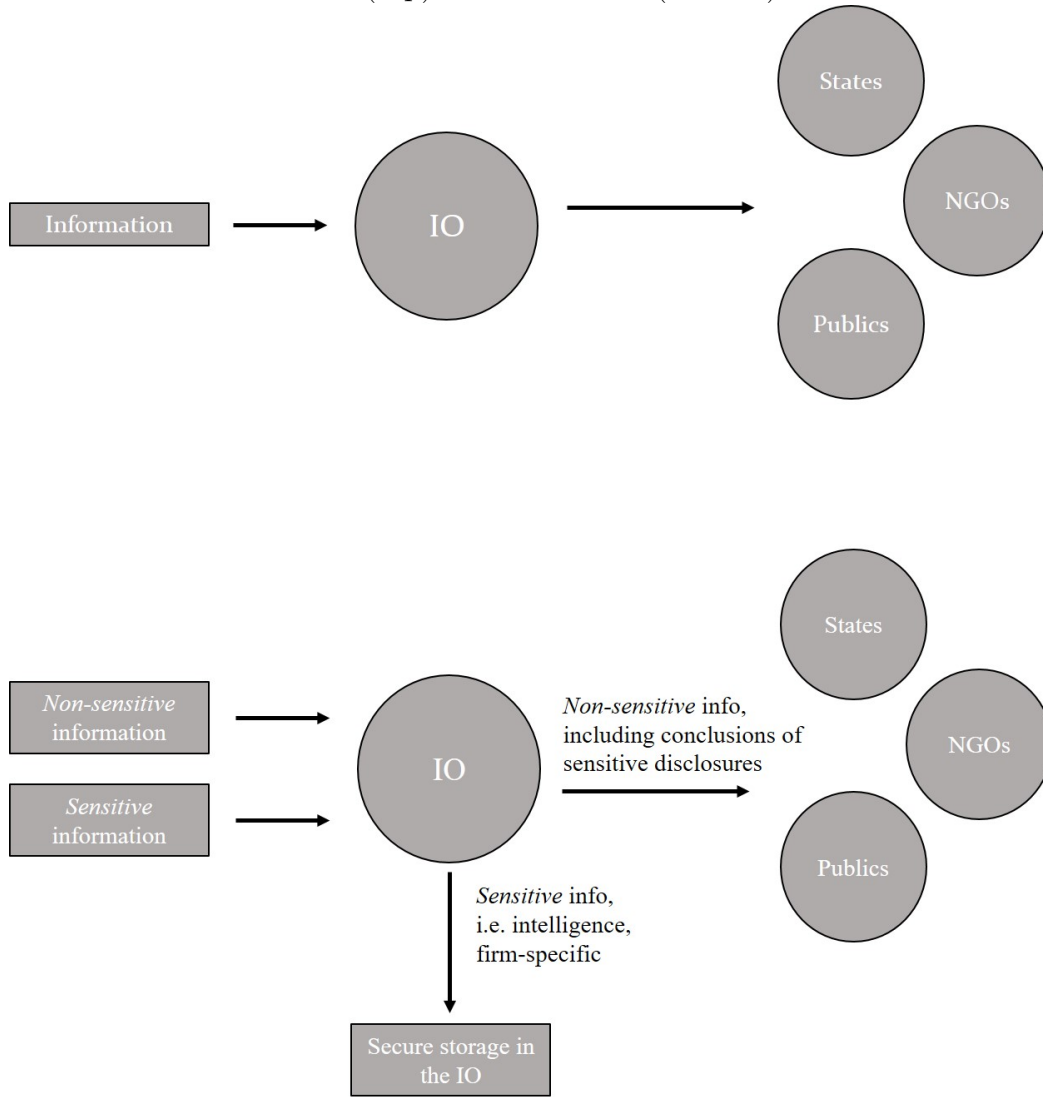 States
NGOs
Information
IO
Publics
States
Non-sensitive
information
Non-sensitive info,
including conclusions of
sensitive disclosures
NGOs
IO
Sensitive
information
Publics
Sensitive info,
i.e. intelligence,
firm-specific
Secure storage in
the IO